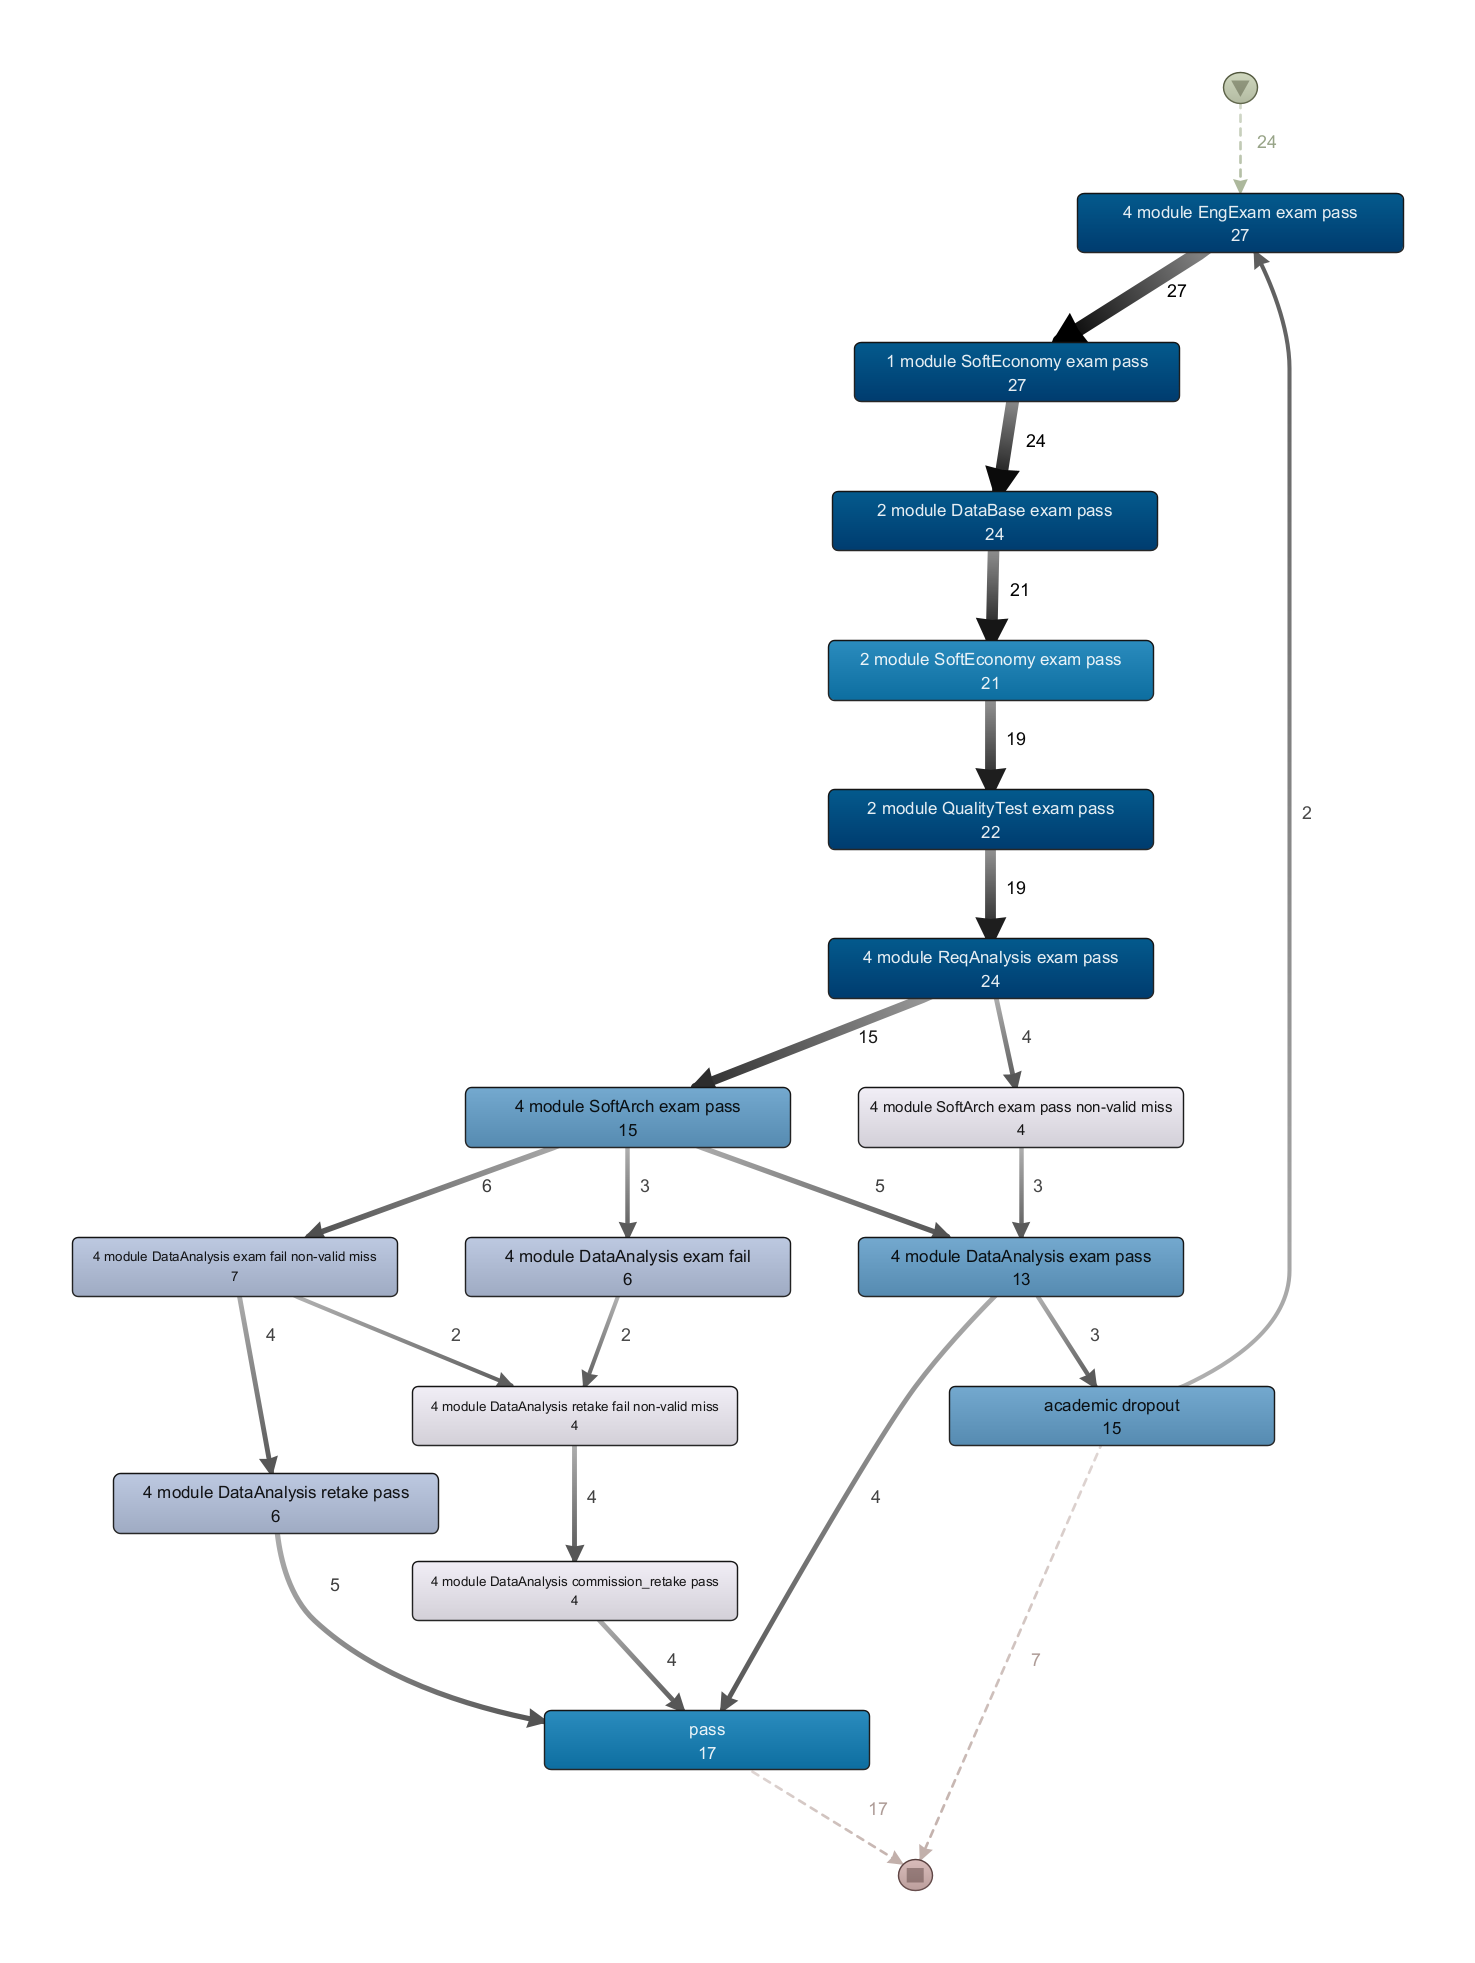 24
4 module EngExam exam pass
27
27
1 module SoftEconomy exam pass
27
24
2 module DataBase exam pass
24
21
2 module SoftEconomy exam pass
21
19
2 module QualityTest exam pass
22
2
19
4 module ReqAnalysis exam pass
24
15
4
4 module SoftArch exam pass
15
4 module SoftArch exam pass non-valid miss
4
6
3
5
3
4 module DataAnalysis exam fail non-valid miss
7
4 module DataAnalysis exam fail
6
4 module DataAnalysis exam pass
13
4
2
2
3
4 module DataAnalysis retake fail non-valid miss
4
academic dropout
15
4 module DataAnalysis retake pass
6
4
4
5
4 module DataAnalysis commission_retake pass
4
4
7
pass
17
17